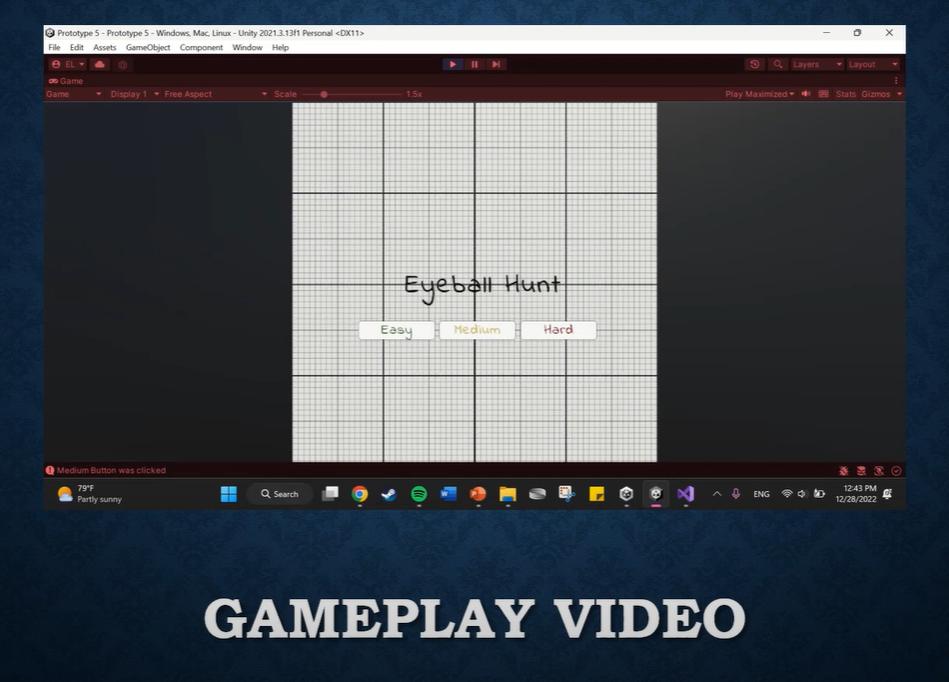 Prototype 5 - Prototype 5 - Windows, Mac, Linux - Unity 2021.3.13f1 Personal <DX11>
File Edit Assets GameObject Component Window Help
EL Layers Layout
Game
Game Display 1 Free Aspect Scale 1.5x Play Maximized Stats Gizmos
Eyeball Hunt
Easy Medium Hard
Medium Button was clicked
79°F
Partly sunny
Search
ENG
12:43 PM
12/28/2022
GAMEPLAY VIDEO